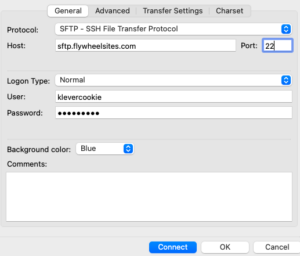 General Advanced Transfer Settings Charset
Protocol: SFTP - SSH File Transfer Protocol
Host: sftp.flywheelsites.com Port: 22
Logon Type: Normal
User: klevercookie
Password: •••••••••
Background color: Blue
Comments:
Connect OK Cancel